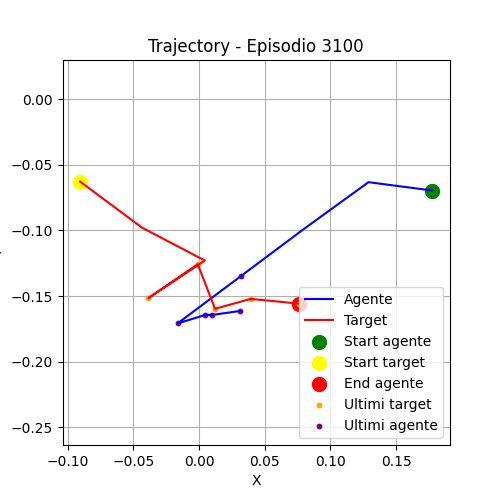 Trajectory - Episodio 3100
0.00
−0.05
−0.10
−0.15
−0.20
−0.25
−0.10
−0.05
0.00
0.05
0.10
0.15
X
Agente
Target
Start agente
Start target
End agente
Ultimi target
Ultimi agente